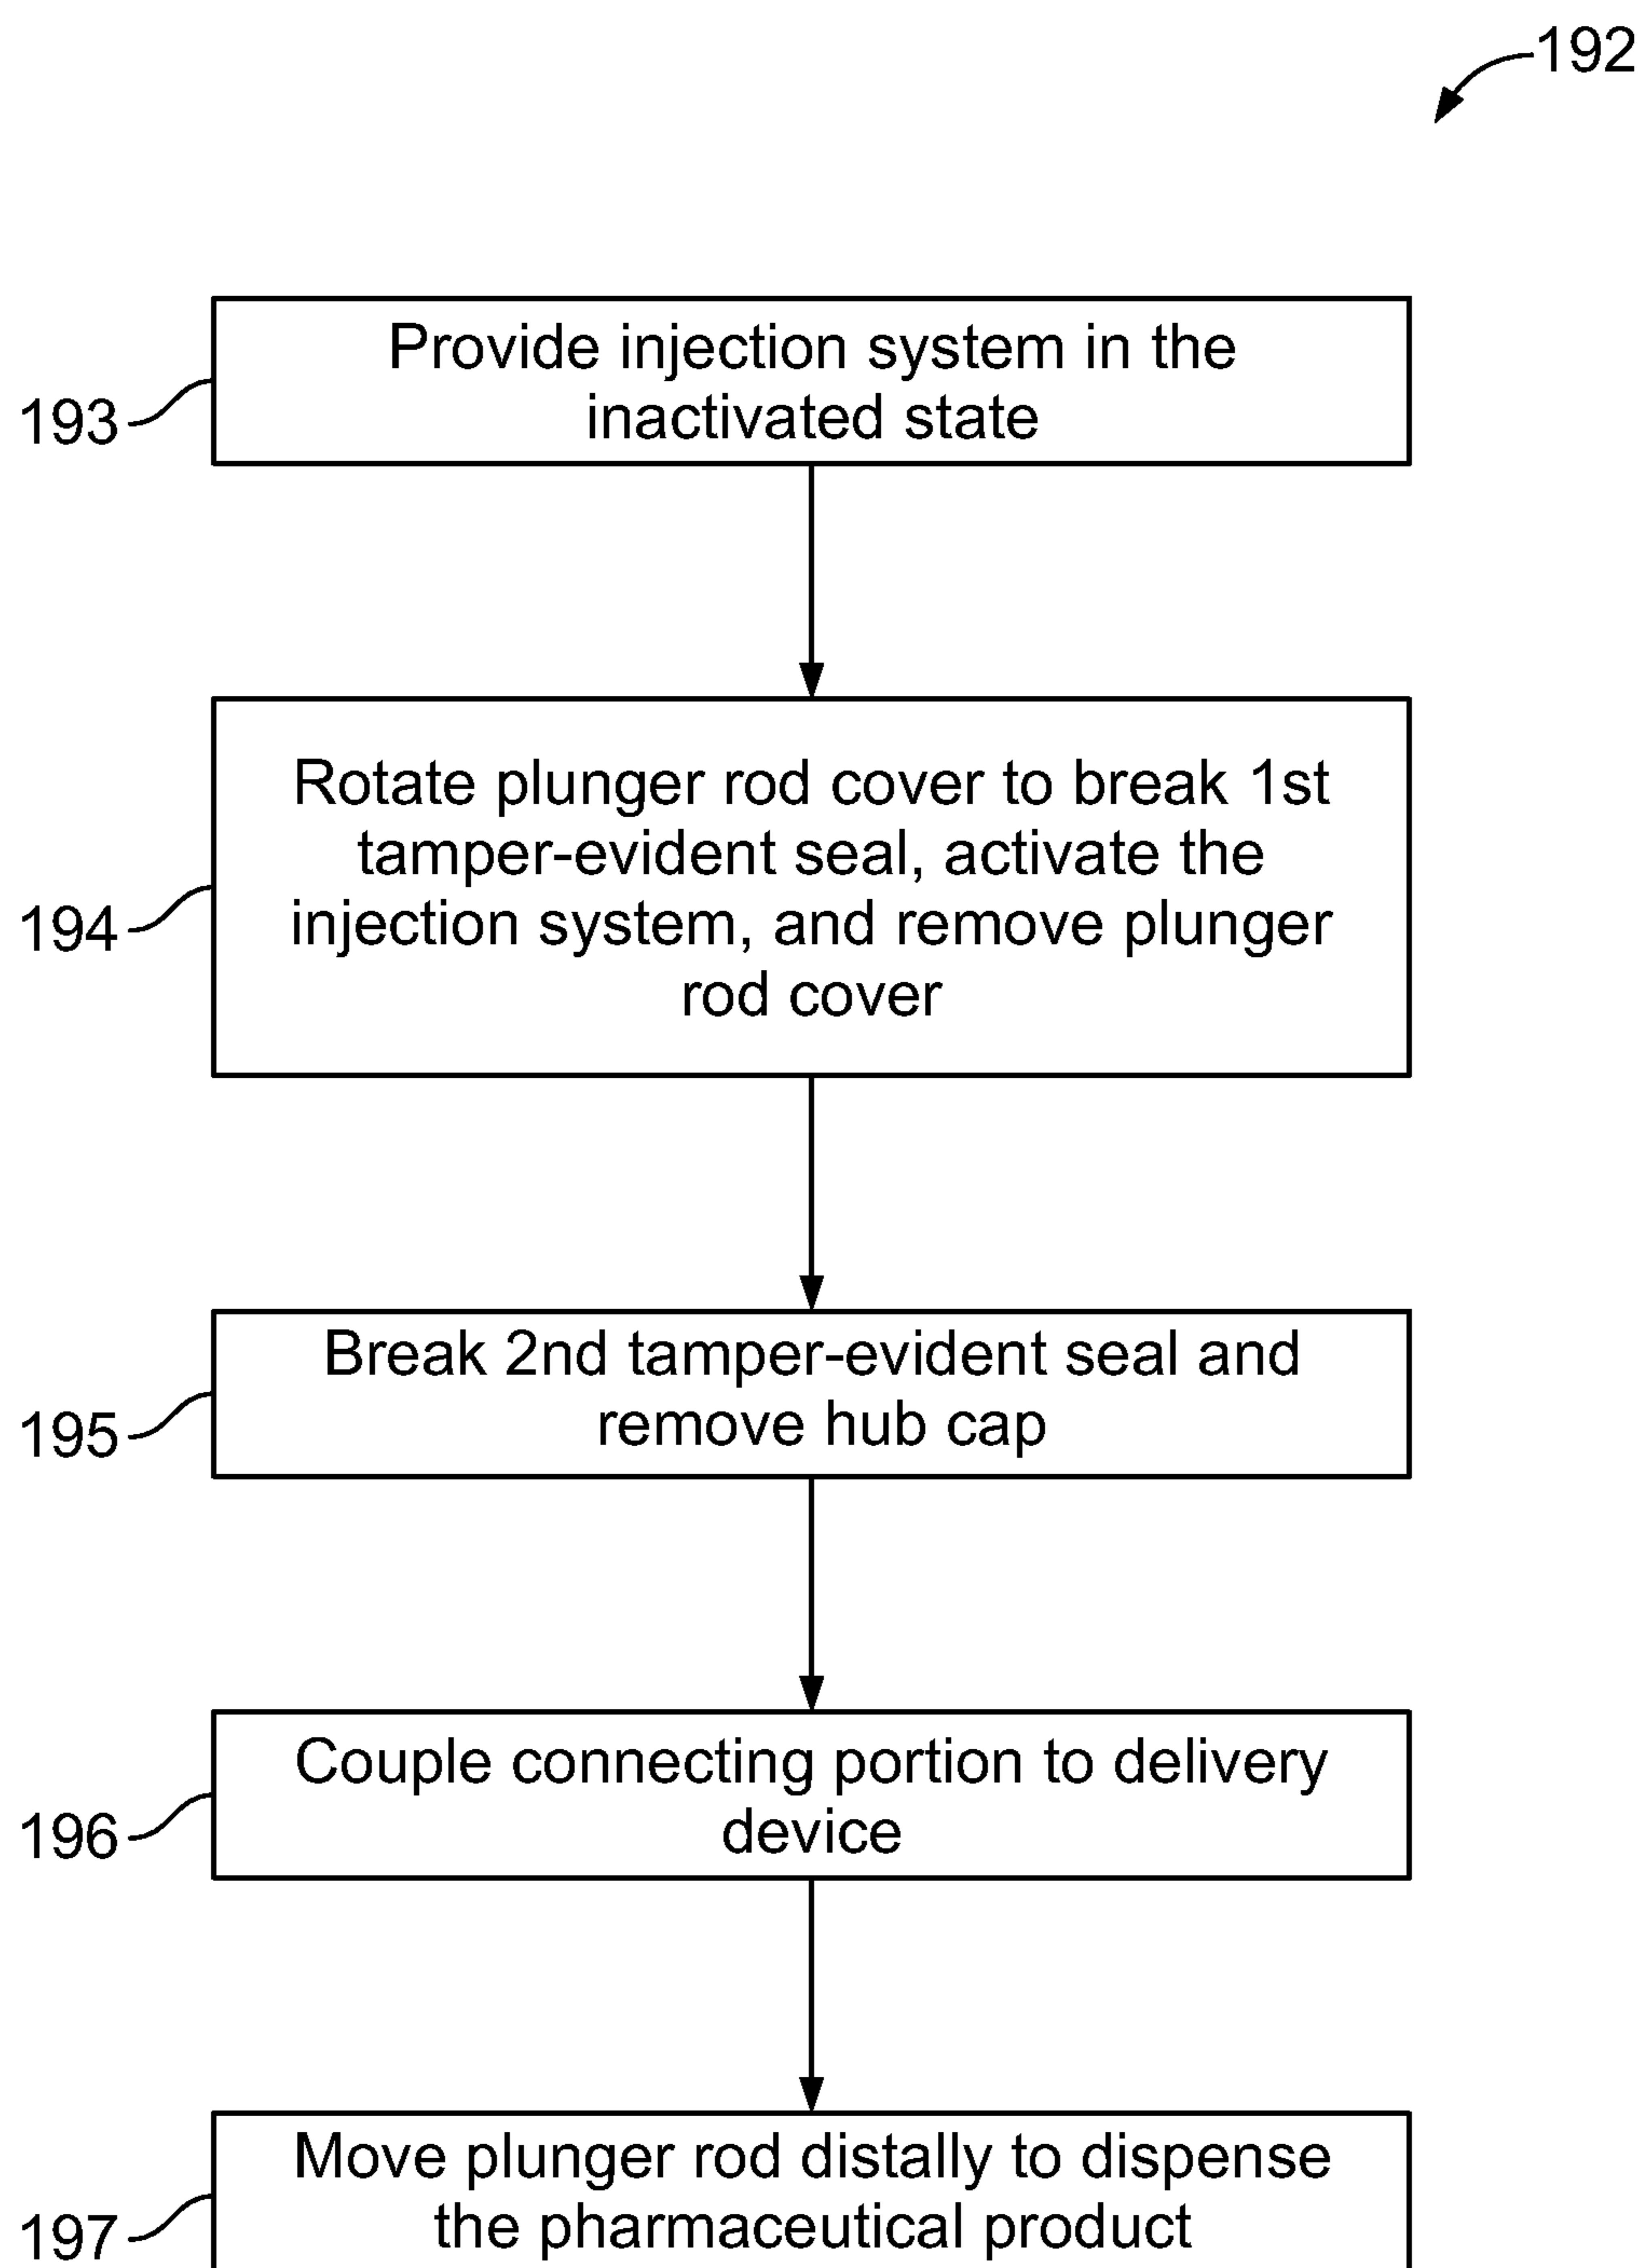 192
Provide injection system in the
inactivated state
193
Rotate plunger rod cover to break 1st
tamper-evident seal, activate the
injection system, and remove plunger
rod cover
194
Break 2nd tamper-evident seal and
remove hub cap
195
Couple connecting portion to delivery
device
196
Move plunger rod distally to dispense
the pharmaceutical product
197